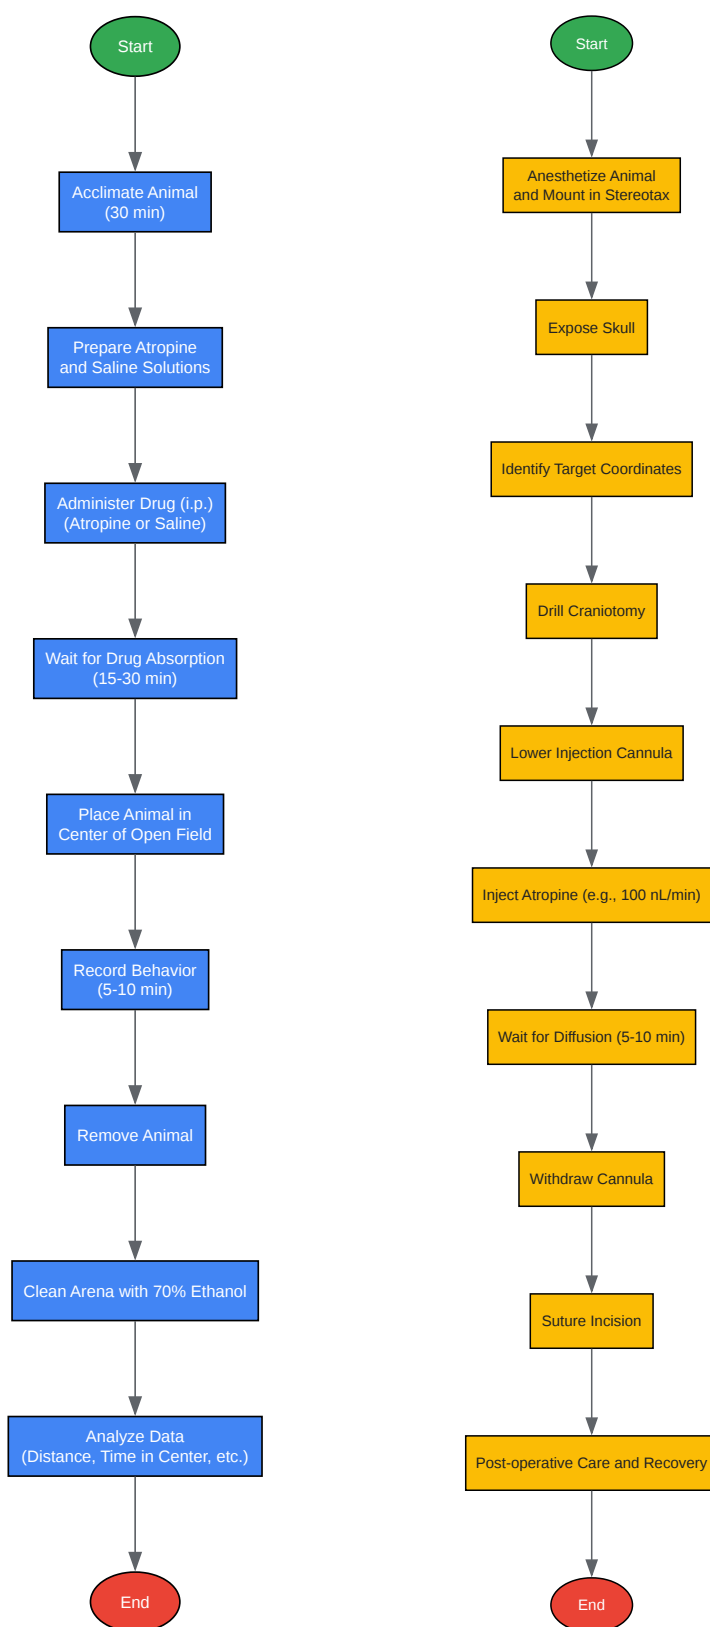 Start
Acclimate Animal
(30 min)
Prepare Atropine
and Saline Solutions
Administer Drug (i.p.)
(Atropine or Saline)
Wait for Drug Absorption
(15-30 min)
Place Animal in
Center of Open Field
Record Behavior
(5-10 min)
Remove Animal
Clean Arena with 70% Ethanol
Analyze Data
(Distance, Time in Center, etc.)
End
Start
Anesthetize Animal
and Mount in Stereotax
Expose Skull
Identify Target Coordinates
Drill Craniotomy
Lower Injection Cannula
Inject Atropine (e.g., 100 nL/min)
Wait for Diffusion (5-10 min)
Withdraw Cannula
Suture Incision
Post-operative Care and Recovery
End